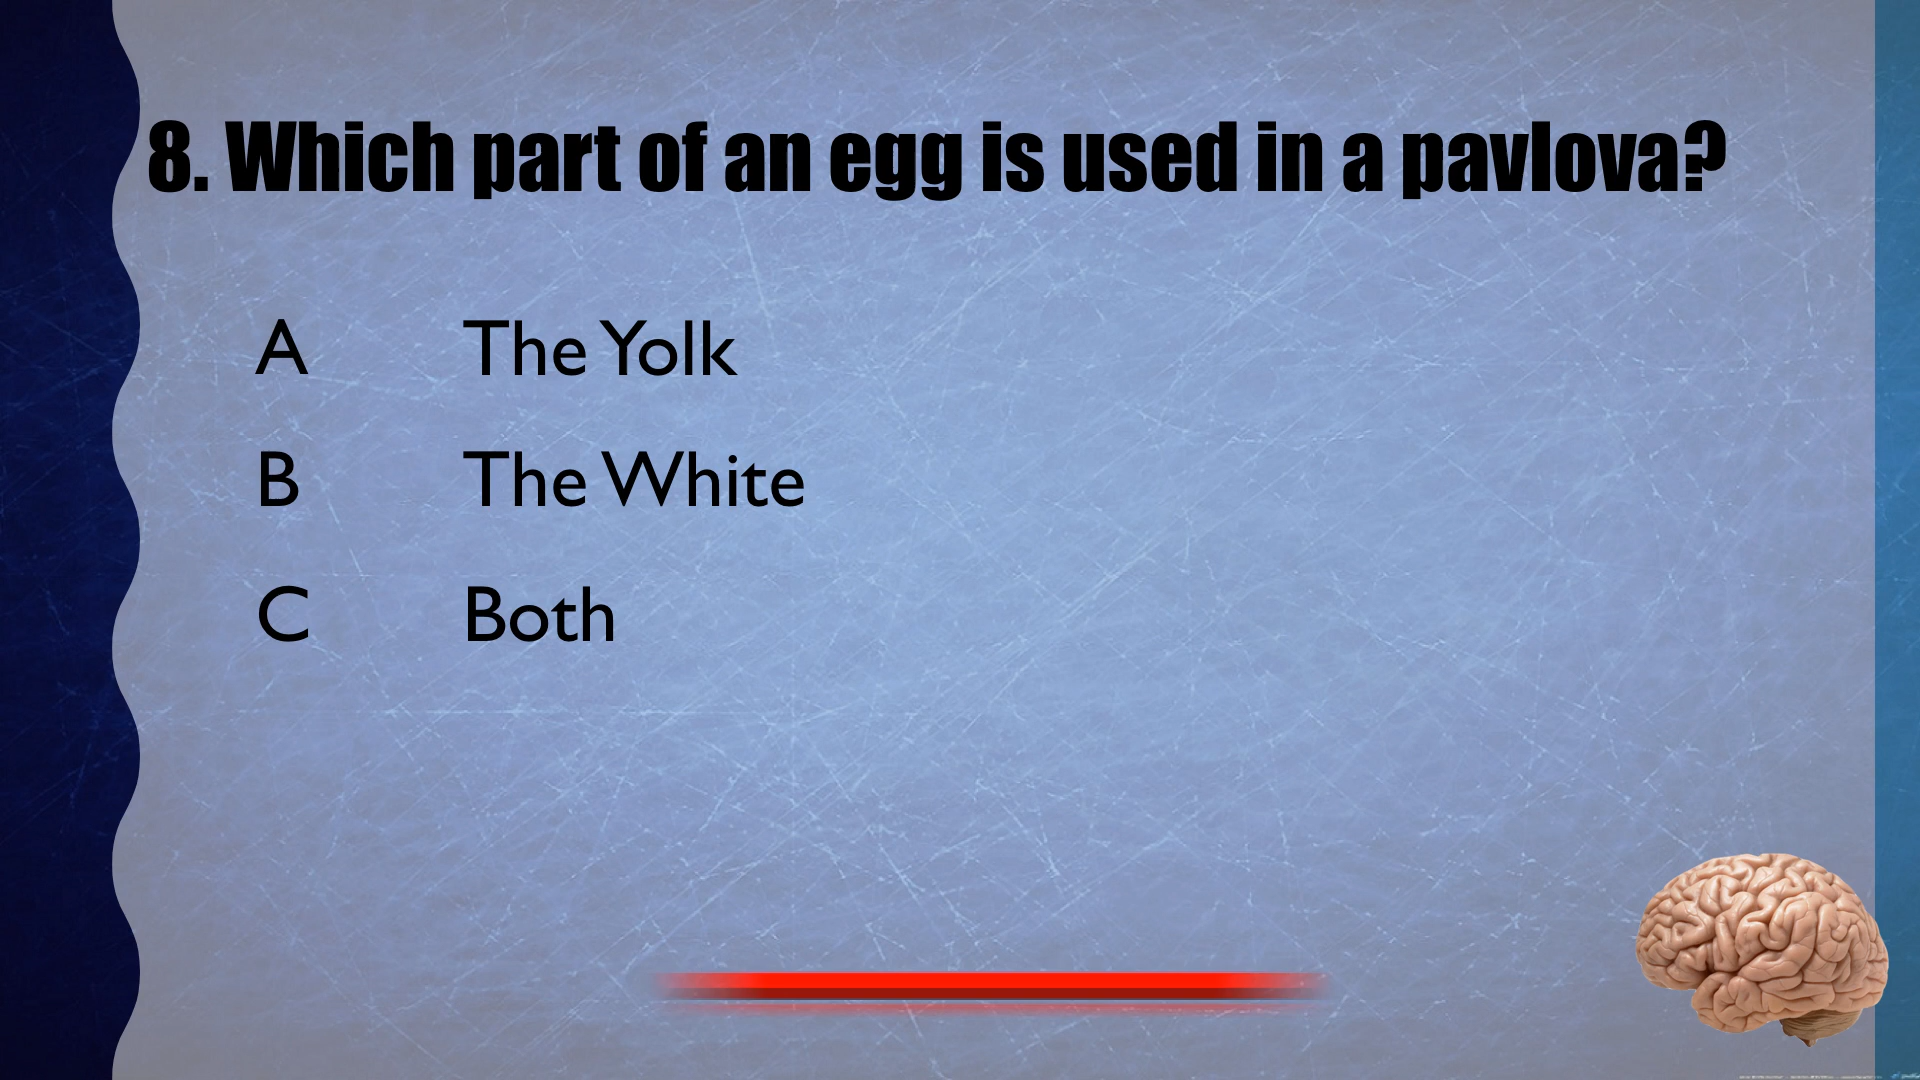 8. Which part of an egg is used in a pavlova?
A The Yolk
B The White
C Both